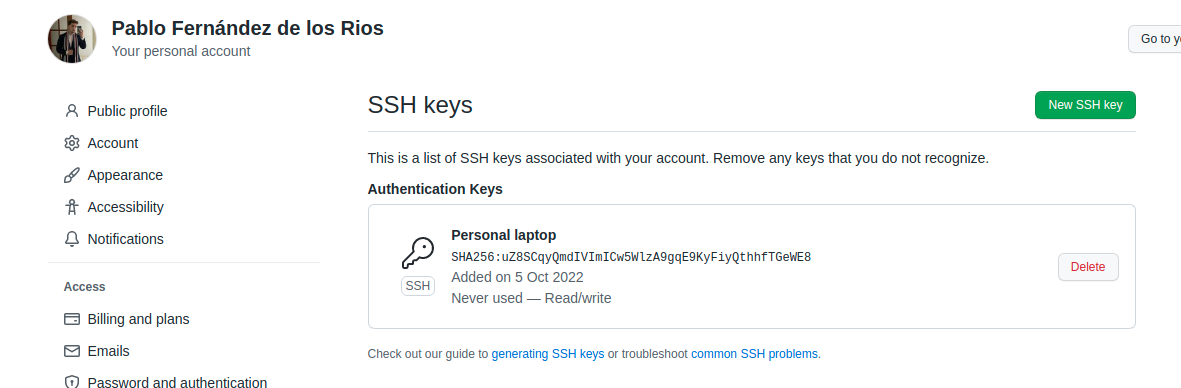 Pablo Fernández de los Rios
Your personal account
Go to
Public profile
Account
Appearance
Accessibility
Notifications
Access
Billing and plans
Emails
Password and authentication
SSH keys
New SSH key
This is a list of SSH keys associated with your account. Remove any keys that you do not recognize.
Authentication Keys
Personal laptop
SHA256:uZ8SCqyQmdIVImICw5WlzA9gqE9KyFiyQthhfTGeWE8
Added on 5 Oct 2022
Never used — Read/write
SSH
Delete
Check out our guide to generating SSH keys or troubleshoot common SSH problems.